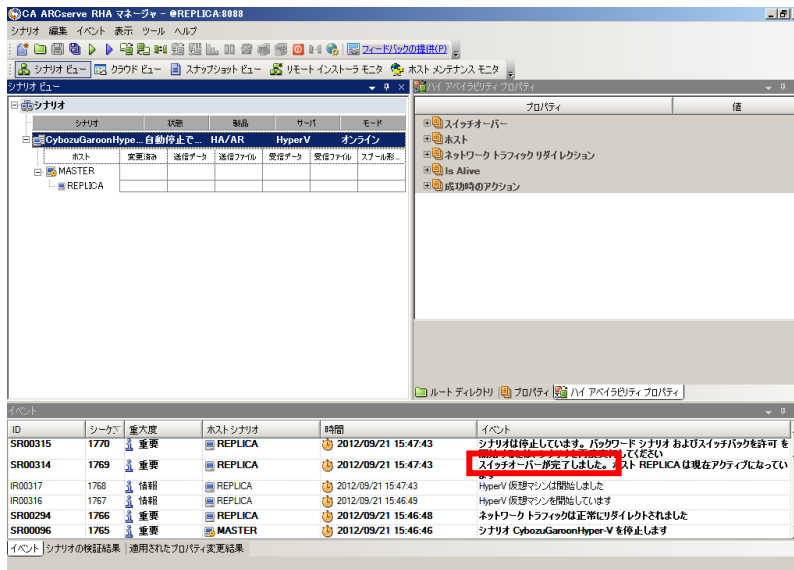 CA ARCserve RHA マネージャ - @REPLICA:8088
シナリオ 編集 イベント 表示 ツール ヘルプ
フィードバックの提供(P)
シナリオ ビュー クラウド ビュー スナップショット ビュー リモート インストーラ モニタ ホスト メンテナンス モニタ
シナリオ ビュー
シナリオ
シナリオ 状態 製品 サーバ モード
CybozuGaroonHype... 自動停止で... HA/AR HyperV オンライン
ホスト 変更済み 送信データ 送信ファイル 受信データ 受信ファイル スプール形...
MASTER
REPLICA
ハイ アベイラビリティ プロパティ
プロパティ 値
スイッチオーバー
ホスト
ネットワーク トラフィック リダイレクション
Is Alive
成功時のアクション
ルート ディレクトリ プロパティ ハイ アベイラビリティ プロパティ
イベント
ID シーケ 重大度 ホスト/シナリオ 時間 イベント
SR00315 1770 重要 REPLICA 2012/09/21 15:47:43 シナリオは停止しています。バックワード シナリオ およびスイッチバックを許可 を
SR00314 1769 重要 REPLICA 2012/09/21 15:47:43 スイッチオーバーが完了しました。 REPLICA は現在アクティブになってい
IR00317 1768 情報 REPLICA 2012/09/21 15:47:43 HyperV 仮想マシンは開始しました
IR00316 1767 情報 REPLICA 2012/09/21 15:46:49 HyperV 仮想マシンを開始しています
SR00294 1766 重要 REPLICA 2012/09/21 15:46:48 ネットワーク トラフィックは正常にリダイレクトされました
SR00096 1765 重要 MASTER 2012/09/21 15:46:46 シナリオ CybozuGaroonHyper-V を停止します
イベント シナリオの検証結果 適用されたプロパティ変更結果